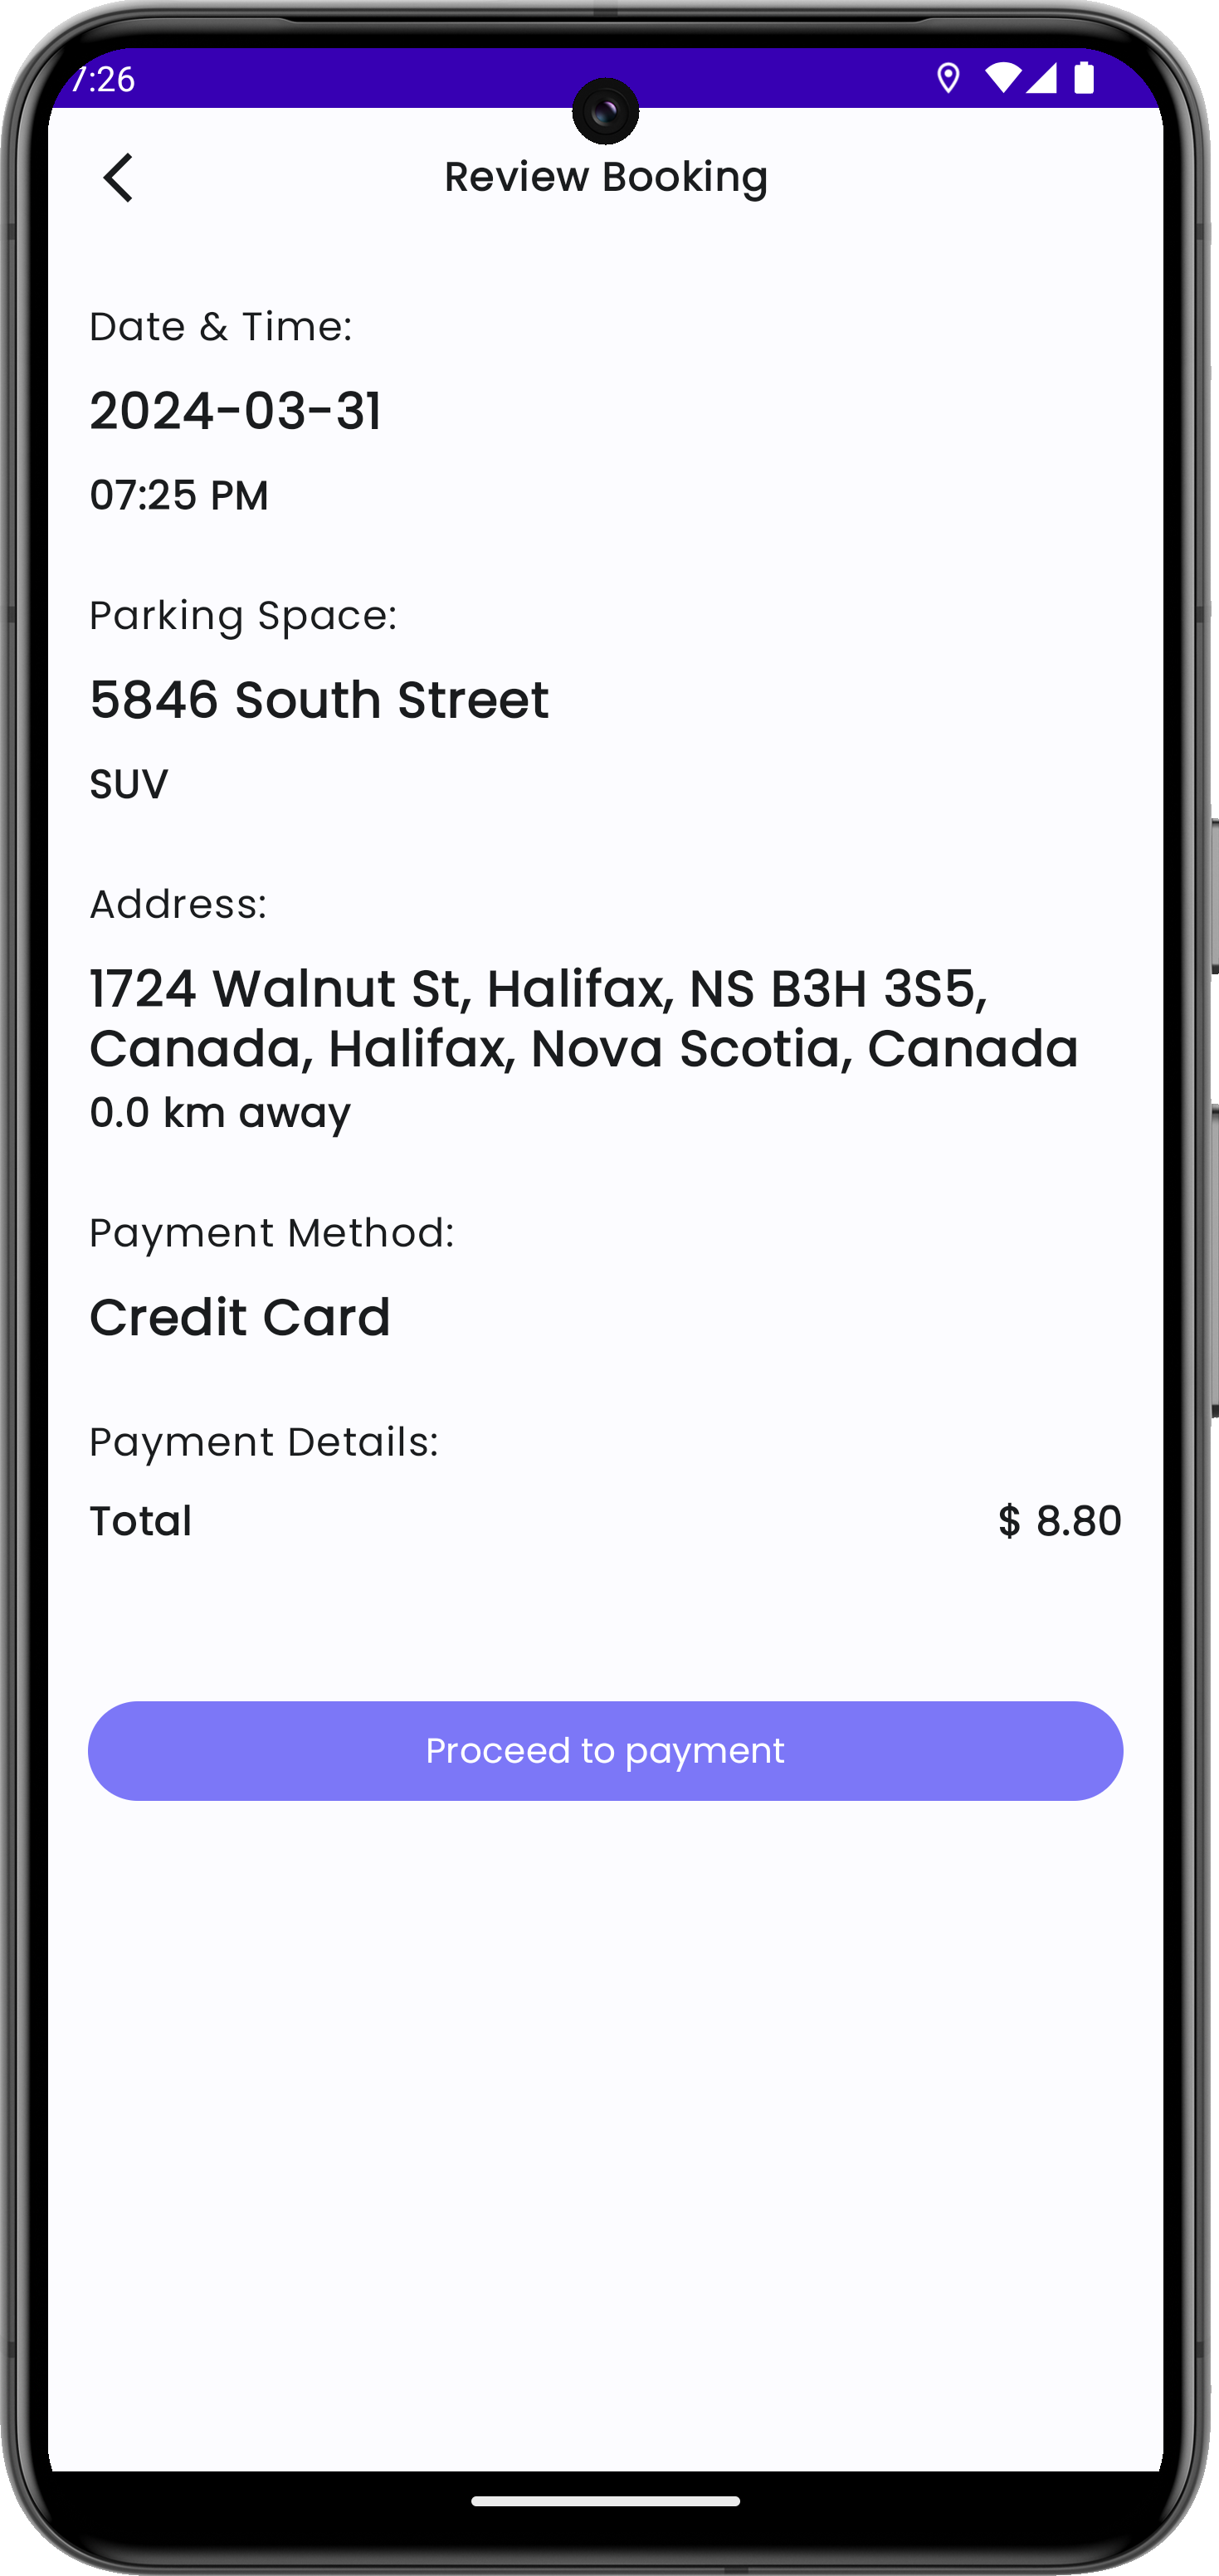 7:26
Review Booking
Date & Time:
2024-03-31
07:25 PM
Parking Space:
5846 South Street
SUV
Address:
1724 Walnut St, Halifax, NS B3H 3S5,
Canada, Halifax, Nova Scotia, Canada
0.0 km away
Payment Method:
Credit Card
Payment Details:
Total $ 8.80
Proceed to payment